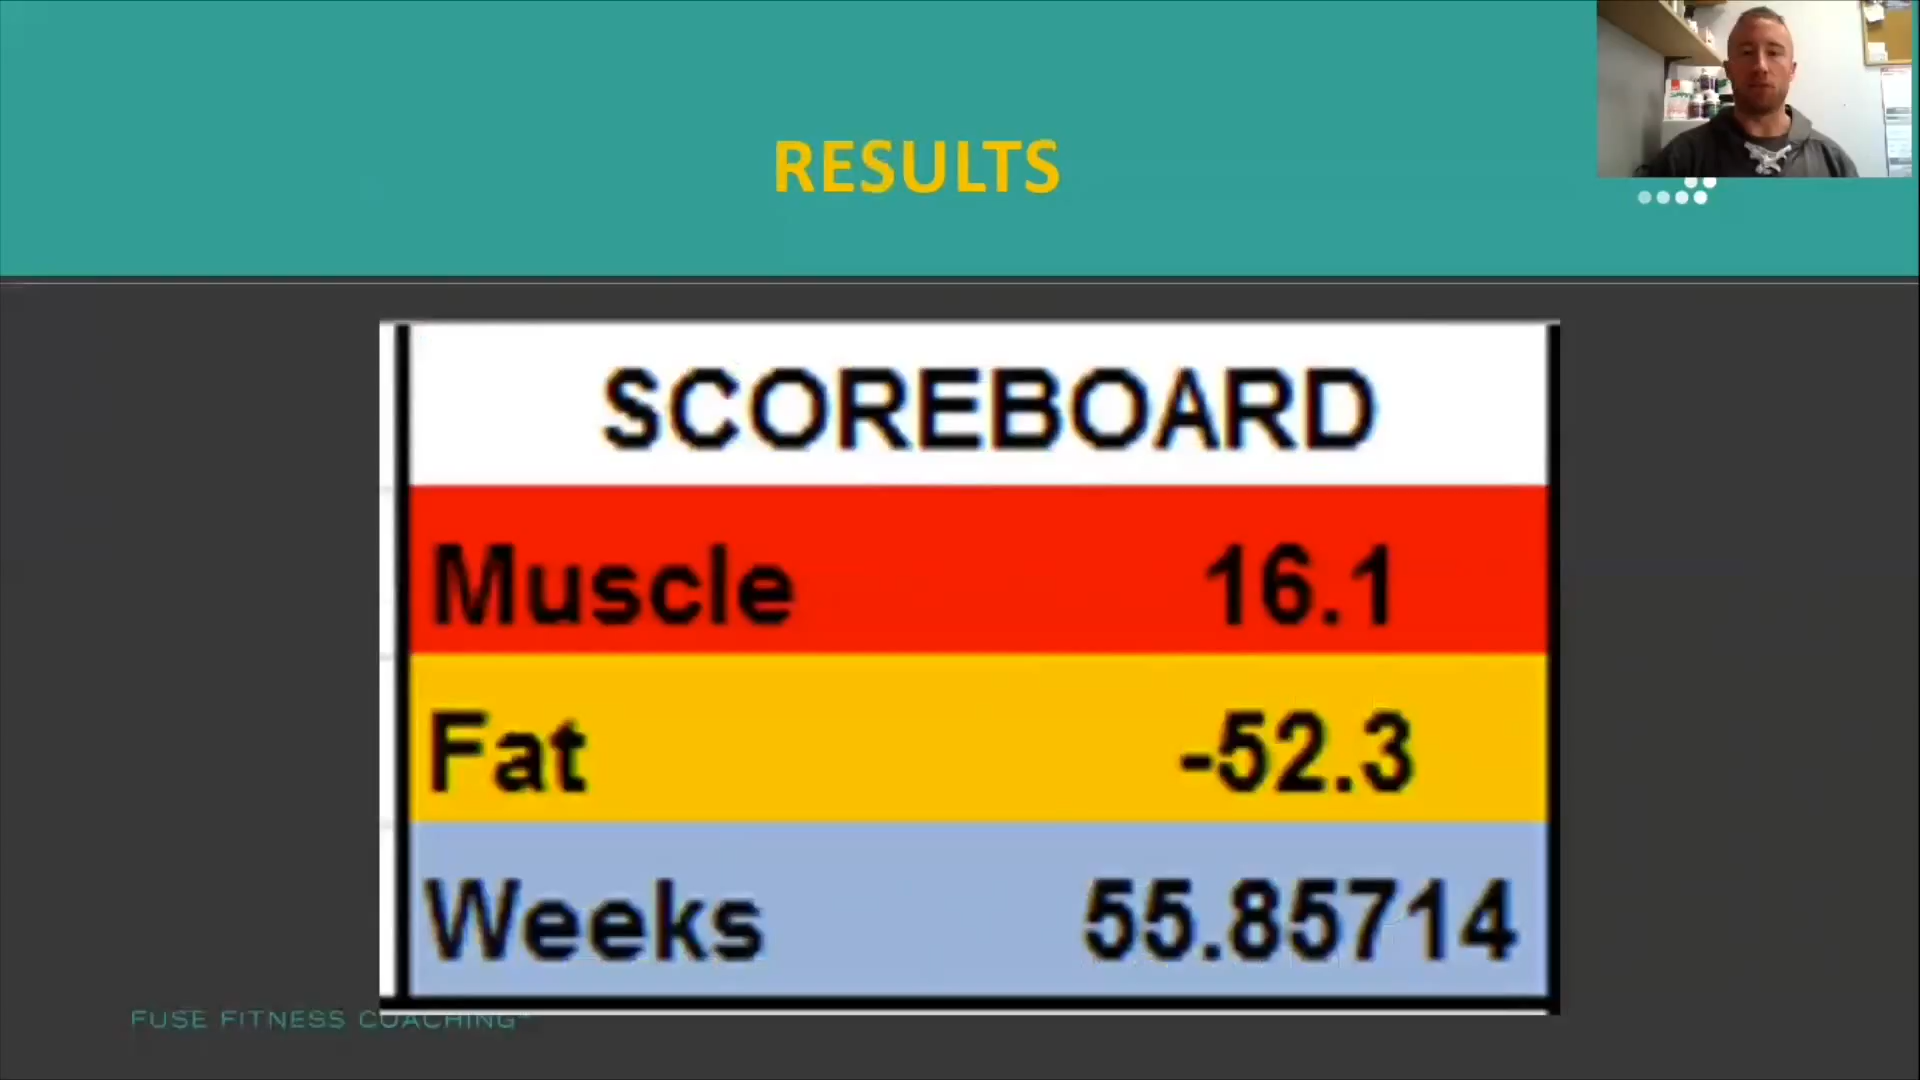 RESULTS
SCOREBOARD
Muscle 16.1
Fat -52.3
Weeks 55.85714
FUSE FITNESS COACHING